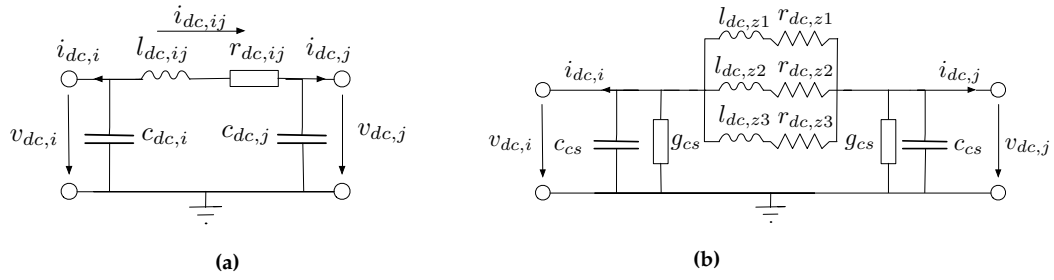 i_{dc,ij}
i_{dc,i} l_{dc,ij} r_{dc,ij} i_{dc,j}
v_{dc,i} c_{dc,i} c_{dc,j} v_{dc,j}
(a)
l_{dc,z1} r_{dc,z1}
i_{dc,i} l_{dc,z2} r_{dc,z2} i_{dc,j}
l_{dc,z3} r_{dc,z3}
v_{dc,i} c_{cs} g_{cs} g_{cs} c_{cs} v_{dc,j}
(b)